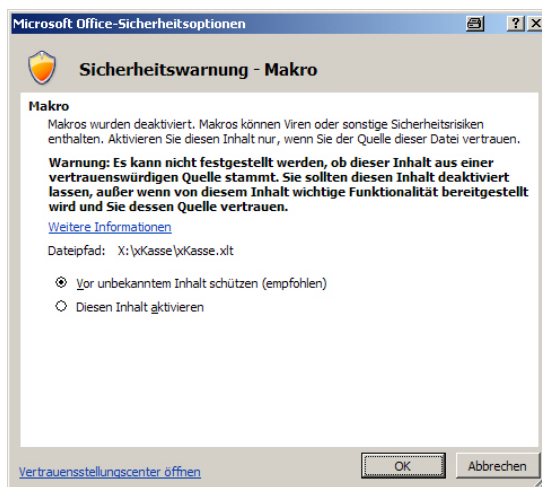 Microsoft Office-Sicherheitsoptionen
Sicherheitswarnung - Makro
Makro
Makros wurden deaktiviert. Makros können Viren oder sonstige Sicherheitsrisiken
enthalten. Aktivieren Sie diesen Inhalt nur, wenn Sie der Quelle dieser Datei vertrauen.
Warnung: Es kann nicht festgestellt werden, ob dieser Inhalt aus einer
vertrauenswürdigen Quelle stammt. Sie sollten diesen Inhalt deaktiviert
lassen, außer wenn von diesem Inhalt wichtige Funktionalität bereitgestellt
wird und Sie dessen Quelle vertrauen.
Weitere Informationen
Dateipfad: X:\xKasse\xKasse.xlt
Vor unbekanntem Inhalt schützen (empfohlen)
Diesen Inhalt aktivieren
Vertrauensstellungscenter öffnen
OK
Abbrechen